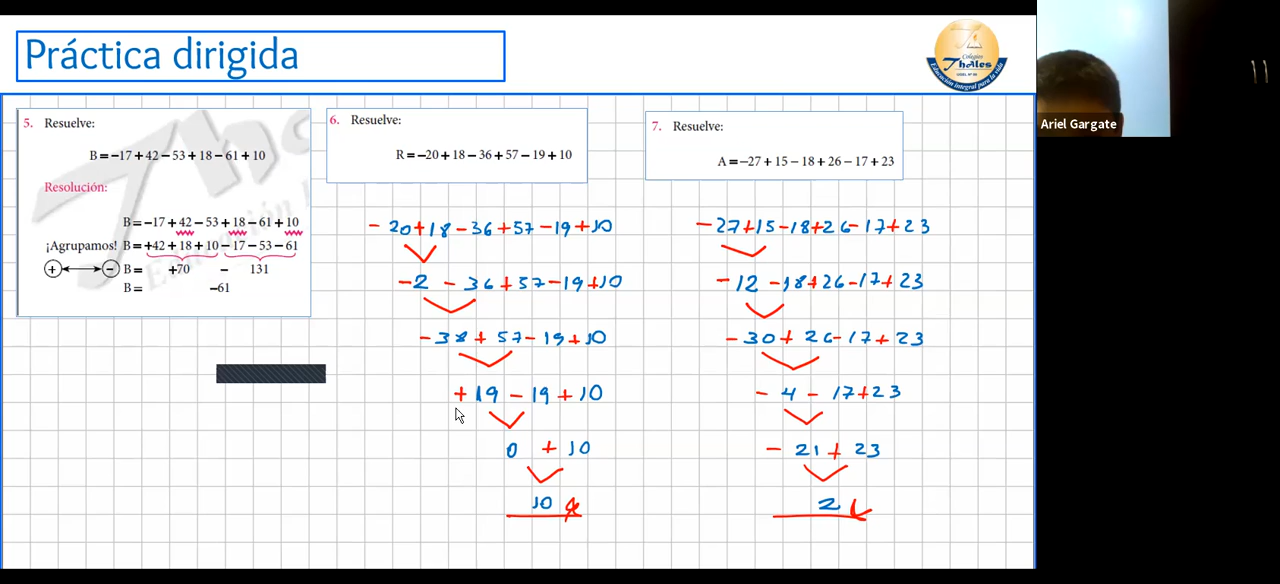 Práctica dirigida
Colegios
Thales
Educación integral para la vida
UGEL Nº 06
Ariel Gargate
5. Resuelve:
B=−17+42−53+18−61+10
Resolución:
B=−17+42−53+18−61+10
¡Agrupamos! B=+42+18+10−17−53−61
+ − B= +70 − 131
B= −61
6. Resuelve:
R=−20+18−36+57−19+10
- 20+18-36+57-19+10
-2 - 36+57-19+10
-38+ 57-19+10
+19-19+10
0 +10
10
7. Resuelve:
A=−27+15−18+26−17+23
-27+15-18+26-17+23
-12 -18+26-17+23
-30+ 26-17+23
- 4 - 17+23
- 21+ 23
2